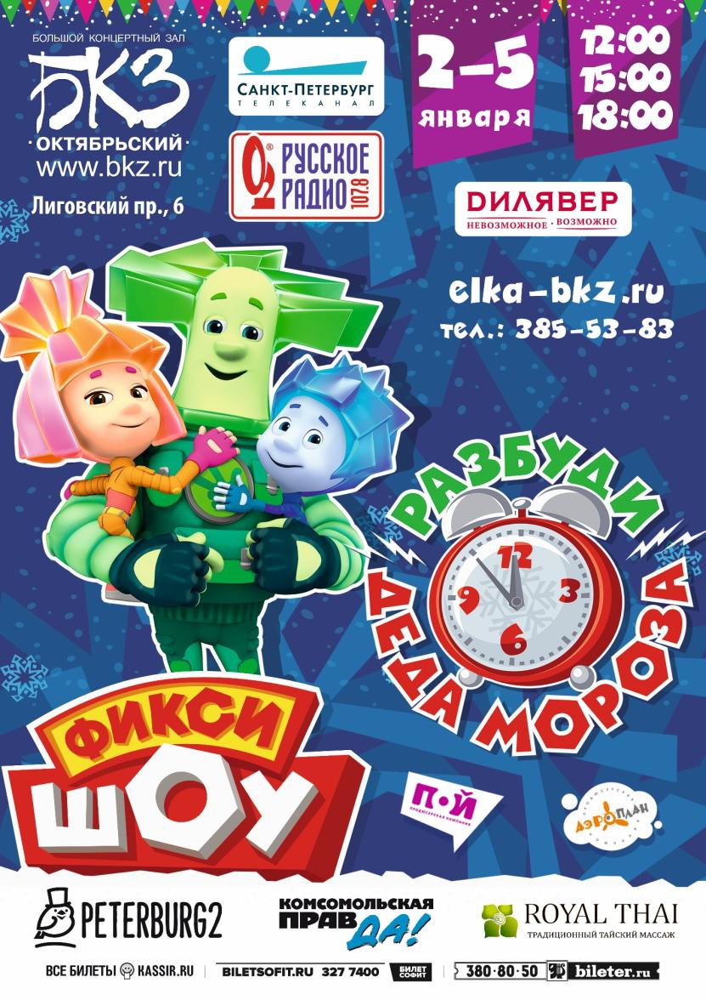 БОЛЬШОЙ КОНЦЕРТНЫЙ ЗАЛ
БКЗ
·ОКТЯБРЬСКИЙ·
www.bkz.ru
Лиговский пр., 6
САНКТ-ПЕТЕРБУРГ
ТЕЛЕКАНАЛ
РУССКОЕ
РАДИО
107.8
2-5
января
12:00
15:00
18:00
DИЛЯВЕР
НЕВОЗМОЖНОЕ · ВОЗМОЖНО
elka-bkz.ru
тел.: 385-53-83
РАЗБУДИ
ДЕДА МОРОЗА
12
9 3
6
ФИКСИ
ШОУ
П·О·Й
ПРОДЮСЕРСКАЯ КОМПАНИЯ
ПРОДЮСЕРСКАЯ
АЭРОПЛАН
КОМПАНИЯ
PETERBURG2
КОМСОМОЛЬСКАЯ
ПРАВДА!
ROYAL THAI
ТРАДИЦИОННЫЙ ТАЙСКИЙ МАССАЖ
ВСЕ БИЛЕТЫ KASSIR.RU
BILETSOFIT.RU 327 7400 БИЛЕТ СОФИТ
380·80·50 bileter.ru